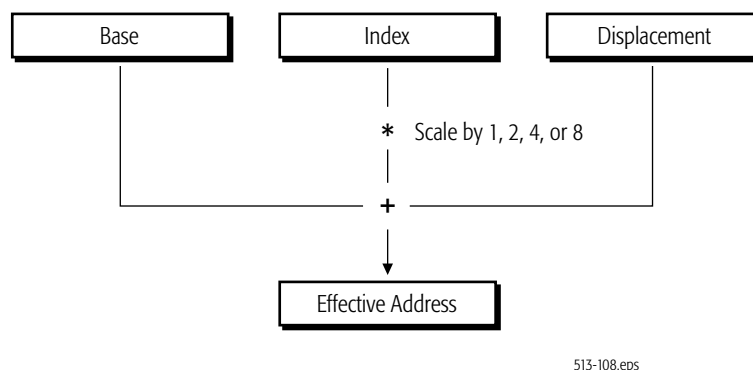 Base
Index
Displacement
* Scale by 1, 2, 4, or 8
+
Effective Address
513-108.eps